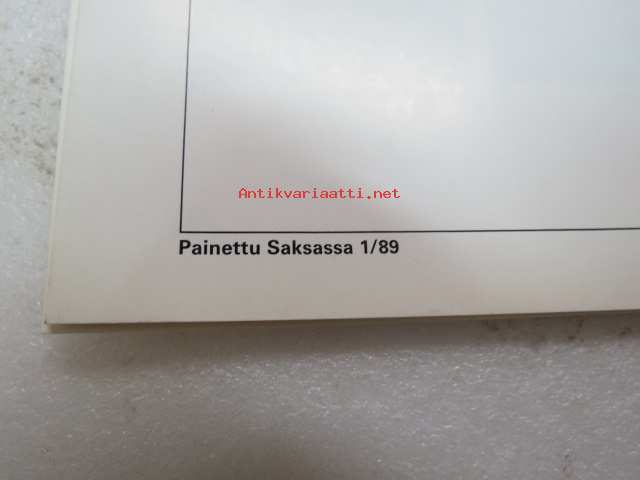 Antikvariaatti.net
Painettu Saksassa 1/89